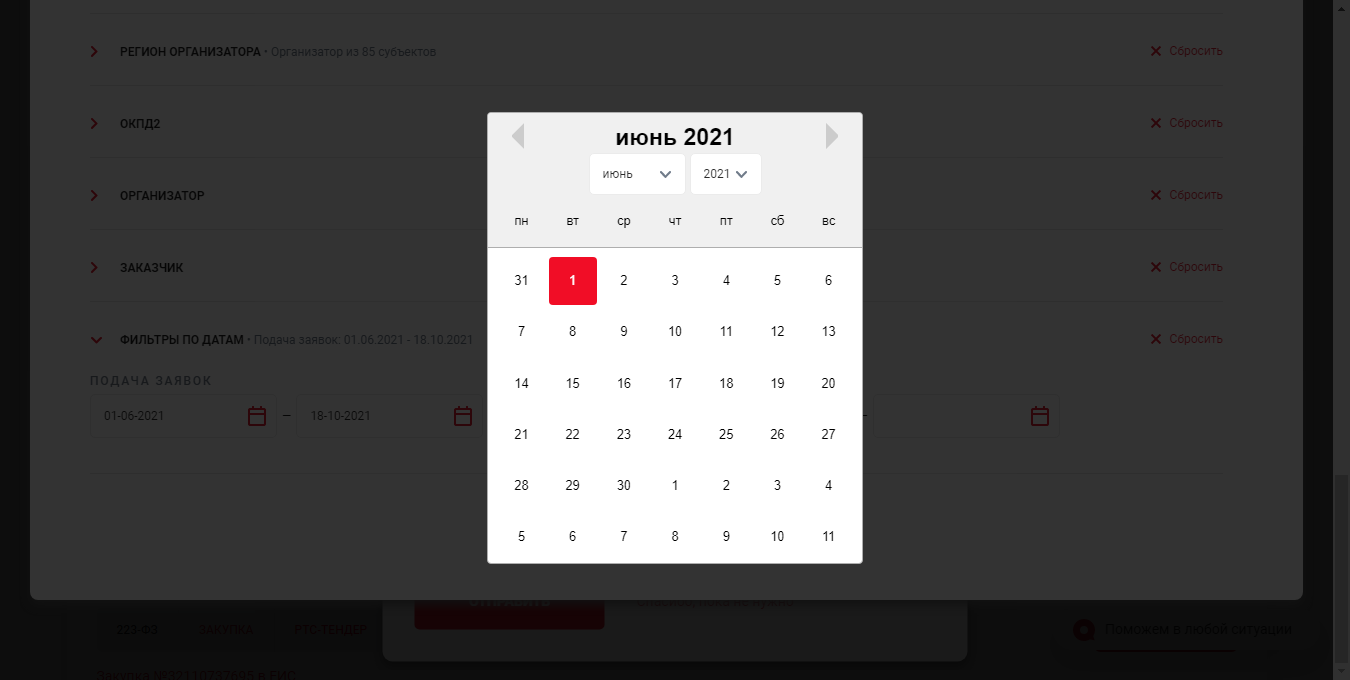 РЕГИОН ОРГАНИЗАТОРА • Организатор из 85 субъектов
Сбросить
ОКПД2
Сбросить
ОРГАНИЗАТОР
Сбросить
ЗАКАЗЧИК
Сбросить
ФИЛЬТРЫ ПО ДАТАМ • Подача заявок: 01.06.2021 - 18.10.2021
Сбросить
ПОДАЧА ЗАЯВОК
01-06-2021 – 18-10-2021 –
июнь 2021
июнь 2021
пн вт ср чт пт сб вс
31 1 2 3 4 5 6
7 8 9 10 11 12 13
14 15 16 17 18 19 20
21 22 23 24 25 26 27
28 29 30 1 2 3 4
5 6 7 8 9 10 11
223-ФЗ ЗАКУПКА РТС-ТЕНДЕР
Поможем в любой ситуации